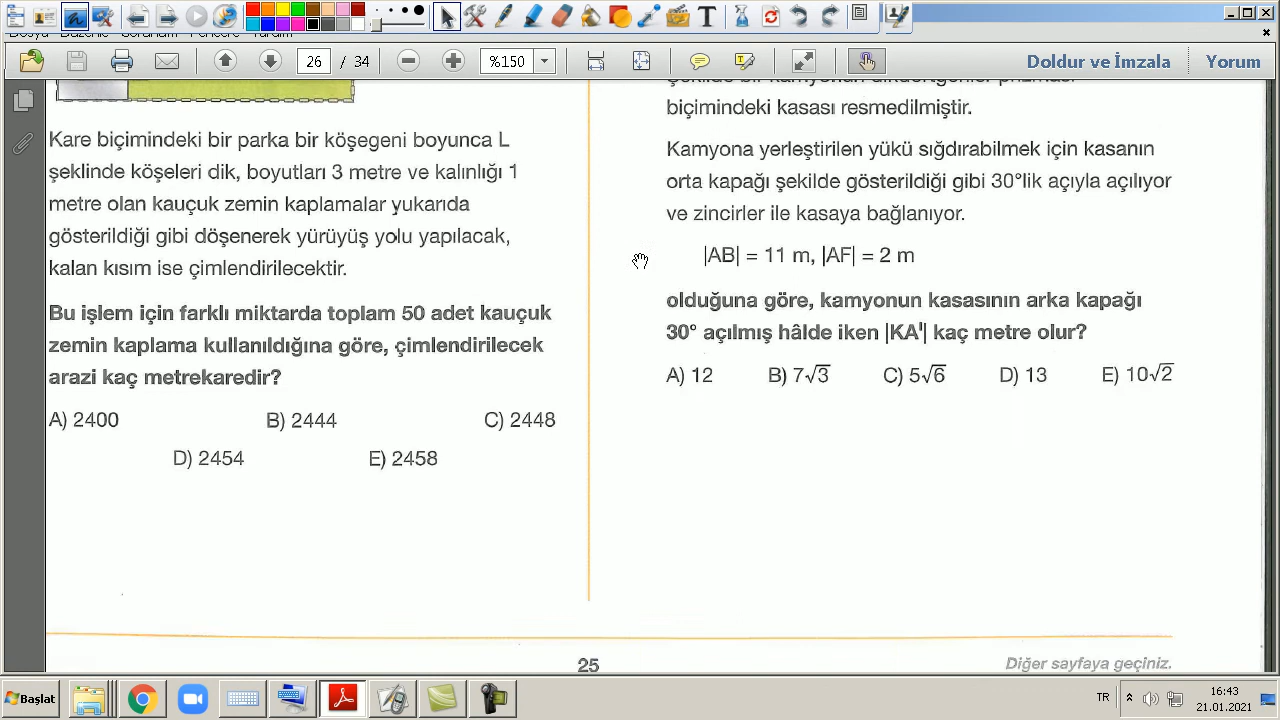 26 / 34
%150
Doldur ve İmzala
Yorum
Kare biçimindeki bir parka bir köşegeni boyunca L
şeklinde köşeleri dik, boyutları 3 metre ve kalınlığı 1
metre olan kauçuk zemin kaplamalar yukarıda
gösterildiği gibi döşenerek yürüyüş yolu yapılacak,
kalan kısım ise çimlendirilecektir.
Bu işlem için farklı miktarda toplam 50 adet kauçuk
zemin kaplama kullanıldığına göre, çimlendirilecek
arazi kaç metrekaredir?
A) 2400 B) 2444 C) 2448
D) 2454 E) 2458
biçimindeki kasası resmedilmiştir.
Kamyona yerleştirilen yükü sığdırabilmek için kasanın
orta kapağı şekilde gösterildiği gibi 30°lik açıyla açılıyor
ve zincirler ile kasaya bağlanıyor.
|AB| = 11 m, |AF| = 2 m
olduğuna göre, kamyonun kasasının arka kapağı
30° açılmış hâlde iken |KA'| kaç metre olur?
A) 12 B) 7√3 C) 5√6 D) 13 E) 10√2
25
Diğer sayfaya geçiniz.
Başlat
TR
16:43
21.01.2021